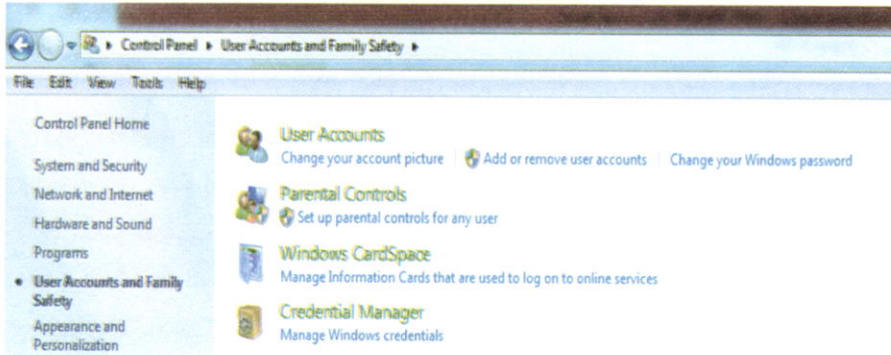 Control Panel ▸ User Accounts and Family Safety ▸
File Edit View Tools Help
Control Panel Home
System and Security
Network and Internet
Hardware and Sound
Programs
User Accounts and Family
Safety
Appearance and
Personalization
User Accounts
Change your account picture Add or remove user accounts Change your Windows password
Parental Controls
Set up parental controls for any user
Windows CardSpace
Manage Information Cards that are used to log on to online services
Credential Manager
Manage Windows credentials